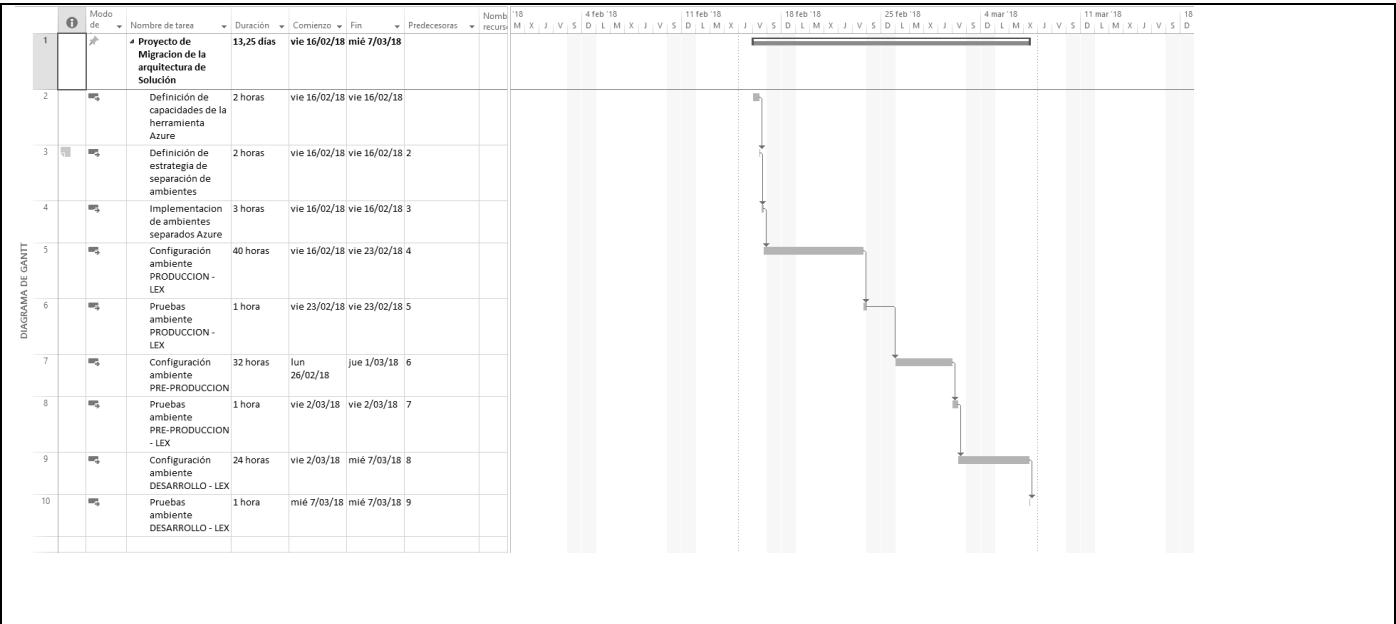 Modo de
Nombre de tarea
Duración
Comienzo
Fin
Predecesoras
Nomb
recurs
'18
4 feb '18
11 feb '18
18 feb '18
25 feb '18
4 mar '18
11 mar '18
18
M X J V S D L M X J V S D L M X J V S D L M X J V S D L M X J V S D L M X J V S D L M X J V S D
1
Proyecto de
Migracion de la
arquitectura de
Solución
13,25 días
vie 16/02/18
mié 7/03/18
2
Definición de
capacidades de la
herramienta
Azure
2 horas
vie 16/02/18
vie 16/02/18
3
Definición de
estrategia de
separación de
ambientes
2 horas
vie 16/02/18
vie 16/02/18
2
4
Implementacion
de ambientes
separados Azure
3 horas
vie 16/02/18
vie 16/02/18
3
5
Configuración
ambiente
PRODUCCION -
LEX
40 horas
vie 16/02/18
vie 23/02/18
4
6
Pruebas
ambiente
PRODUCCION -
LEX
1 hora
vie 23/02/18
vie 23/02/18
5
7
Configuración
ambiente
PRE-PRODUCCION
32 horas
lun
26/02/18
jue 1/03/18
6
8
Pruebas
ambiente
PRE-PRODUCCION
- LEX
1 hora
vie 2/03/18
vie 2/03/18
7
9
Configuración
ambiente
DESARROLLO - LEX
24 horas
vie 2/03/18
mié 7/03/18
8
10
Pruebas
ambiente
DESARROLLO - LEX
1 hora
mié 7/03/18
mié 7/03/18
9
DIAGRAMA DE GANTT